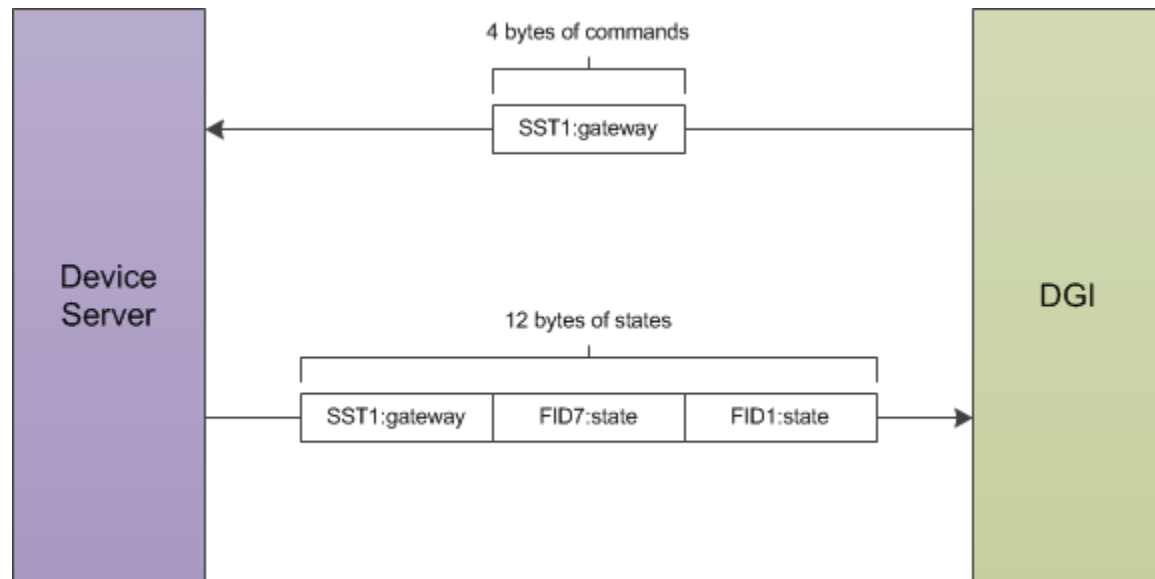 4 bytes of commands
SST1:gateway
Device
Server
DGI
12 bytes of states
SST1:gateway
FID7:state
FID1:state